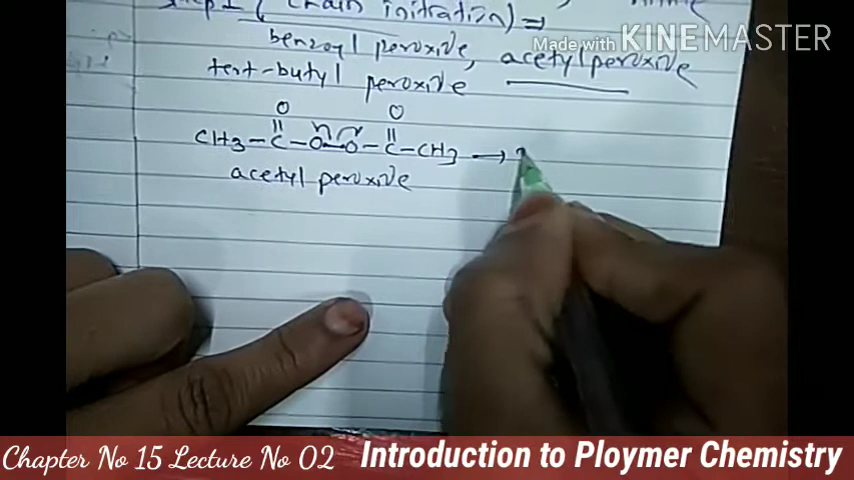 (chain initiation) ⇒
benzoyl peroxide, acetyl peroxide
Made with KINEMASTER
tert-butyl peroxide
O O
|| ||
CH3-C-O-O-C-CH3 →
acetyl peroxide
Chapter No 15 Lecture No 02 Introduction to Ploymer Chemistry